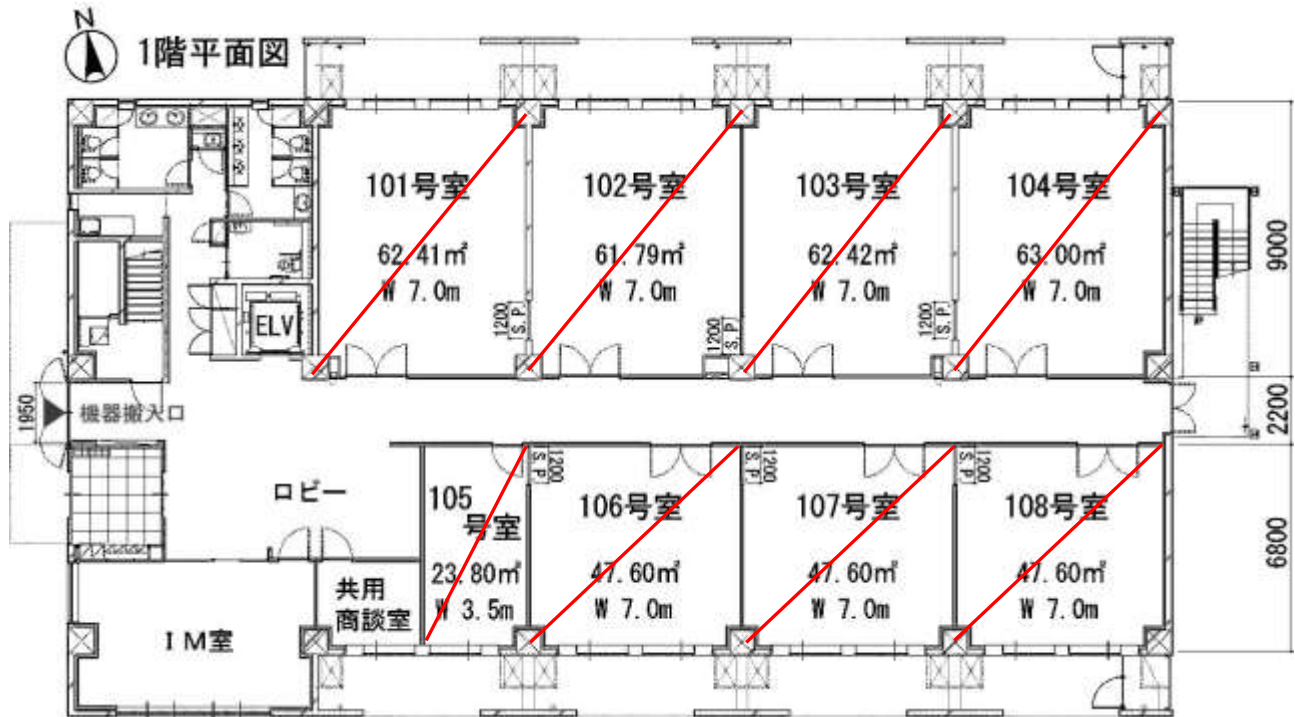 N
1階平面図
101号室
62.41㎡
W 7.0m
102号室
61.79㎡
W 7.0m
103号室
62.42㎡
W 7.0m
104号室
63.00㎡
W 7.0m
1200
S.P.
1200
S.P.
1200
S.P.
ELV
9000
1950
機器搬入口
2200
ロビー
105
号室
23.80㎡
W 3.5m
1200
S.P.
106号室
47.60㎡
W 7.0m
1200
S.P.
107号室
47.60㎡
W 7.0m
1200
S.P.
108号室
47.60㎡
W 7.0m
6800
共用
商談室
IM室